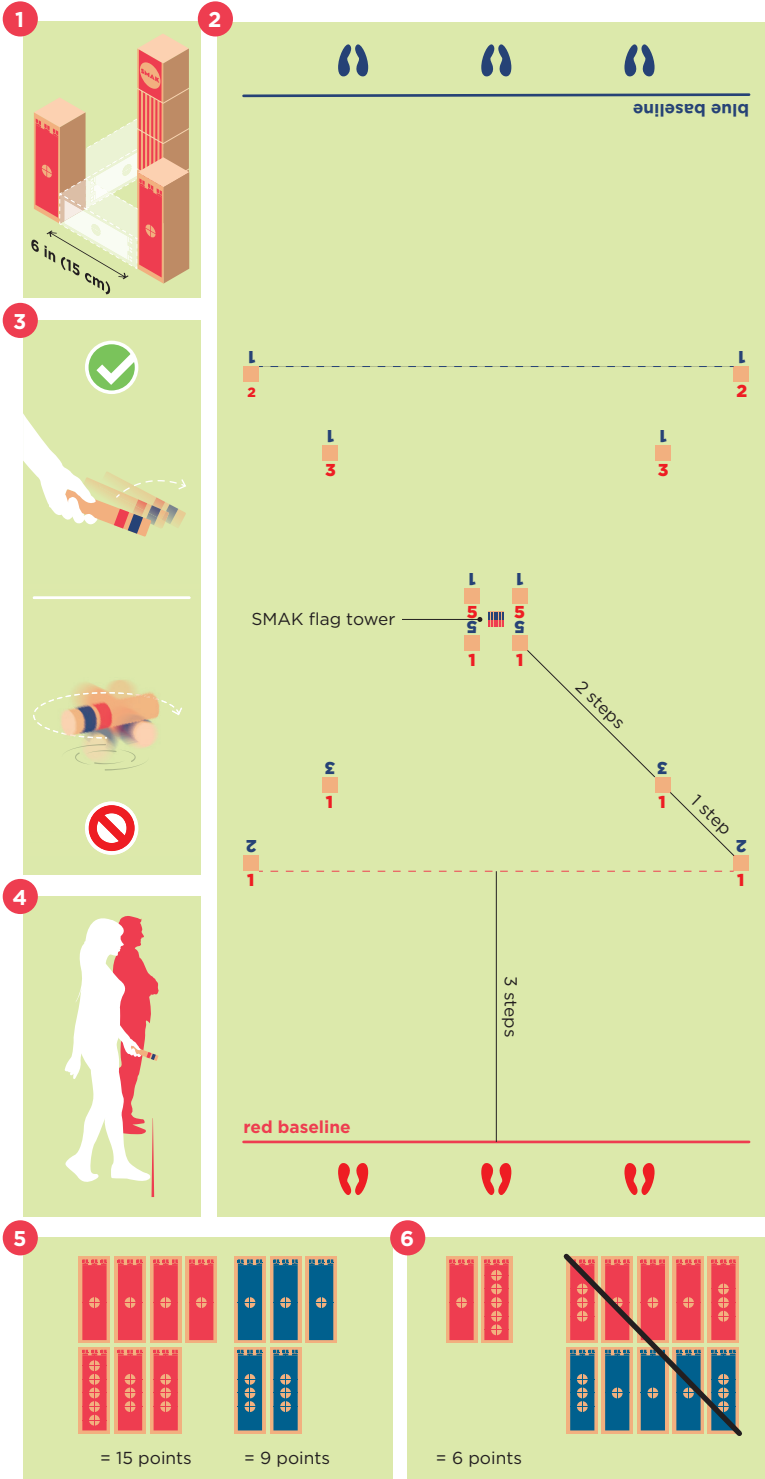 1
SMAK
6 in (15 cm)
2
blue baseline
1 1
2 2
1 1
3 3
1 1
5 5
SMAK flag tower
5 5
1 1
2 steps
3 3
1 1
1 step
2 2
1 1
3 steps
red baseline
3
4
5
= 15 points
= 9 points
6
= 6 points